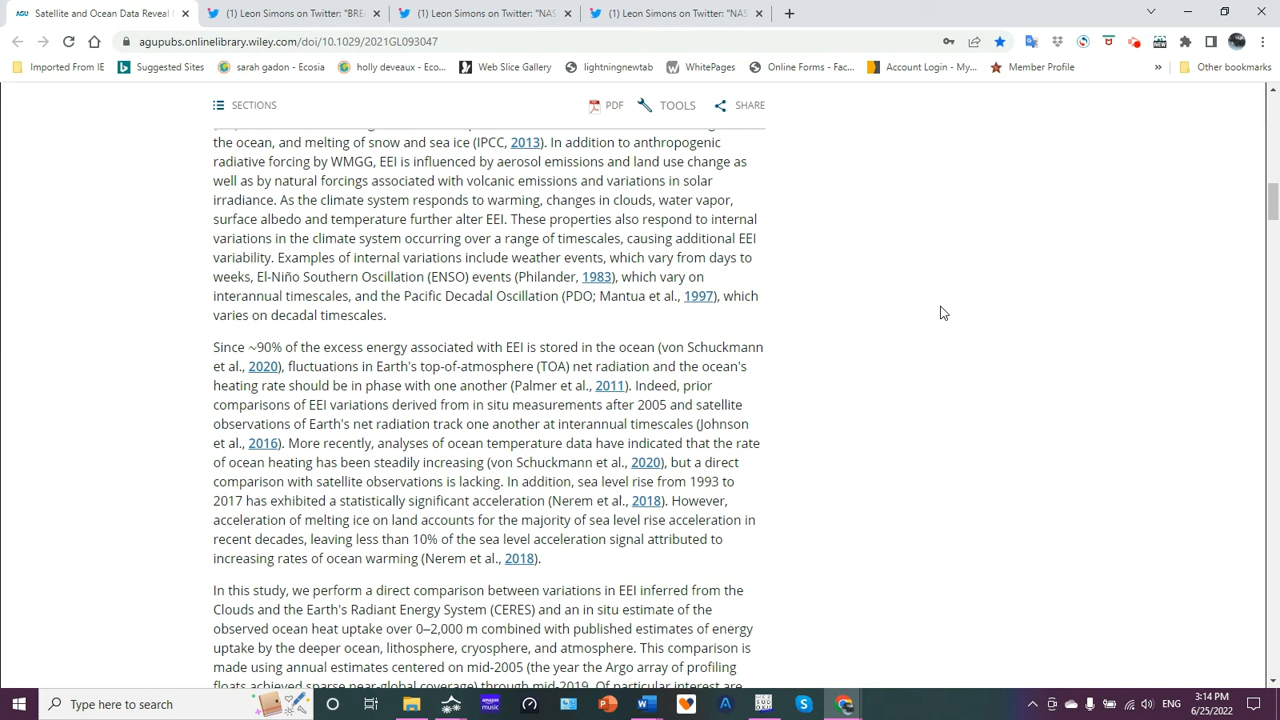 Satellite and Ocean Data Reveal
(1) Leon Simons on Twitter: "BRE
(1) Leon Simons on Twitter: "NAS
(1) Leon Simons on Twitter: "NAS
agupubs.onlinelibrary.wiley.com/doi/10.1029/2021GL093047
Imported From IE
Suggested Sites
sarah gadon - Ecosia
holly deveaux - Eco...
Web Slice Gallery
lightningnewtab
WhitePages
Online Forms - Fac...
Account Login - My...
Member Profile
»
Other bookmarks
SECTIONS
PDF
TOOLS
SHARE
the ocean, and melting of snow and sea ice (IPCC, 2013). In addition to anthropogenic
radiative forcing by WMGG, EEI is influenced by aerosol emissions and land use change as
well as by natural forcings associated with volcanic emissions and variations in solar
irradiance. As the climate system responds to warming, changes in clouds, water vapor,
surface albedo and temperature further alter EEI. These properties also respond to internal
variations in the climate system occurring over a range of timescales, causing additional EEI
variability. Examples of internal variations include weather events, which vary from days to
weeks, El-Niño Southern Oscillation (ENSO) events (Philander, 1983), which vary on
interannual timescales, and the Pacific Decadal Oscillation (PDO; Mantua et al., 1997), which
varies on decadal timescales.
Since ~90% of the excess energy associated with EEI is stored in the ocean (von Schuckmann
et al., 2020), fluctuations in Earth's top-of-atmosphere (TOA) net radiation and the ocean's
heating rate should be in phase with one another (Palmer et al., 2011). Indeed, prior
comparisons of EEI variations derived from in situ measurements after 2005 and satellite
observations of Earth's net radiation track one another at interannual timescales (Johnson
et al., 2016). More recently, analyses of ocean temperature data have indicated that the rate
of ocean heating has been steadily increasing (von Schuckmann et al., 2020), but a direct
comparison with satellite observations is lacking. In addition, sea level rise from 1993 to
2017 has exhibited a statistically significant acceleration (Nerem et al., 2018). However,
acceleration of melting ice on land accounts for the majority of sea level rise acceleration in
recent decades, leaving less than 10% of the sea level acceleration signal attributed to
increasing rates of ocean warming (Nerem et al., 2018).
In this study, we perform a direct comparison between variations in EEI inferred from the
Clouds and the Earth's Radiant Energy System (CERES) and an in situ estimate of the
observed ocean heat uptake over 0–2,000 m combined with published estimates of energy
uptake by the deeper ocean, lithosphere, cryosphere, and atmosphere. This comparison is
made using annual estimates centered on mid-2005 (the year the Argo array of profiling
floats achieved sparse near-global coverage) through mid-2019. Of particular interest are
Type here to search
ENG
3:14 PM
6/25/2022